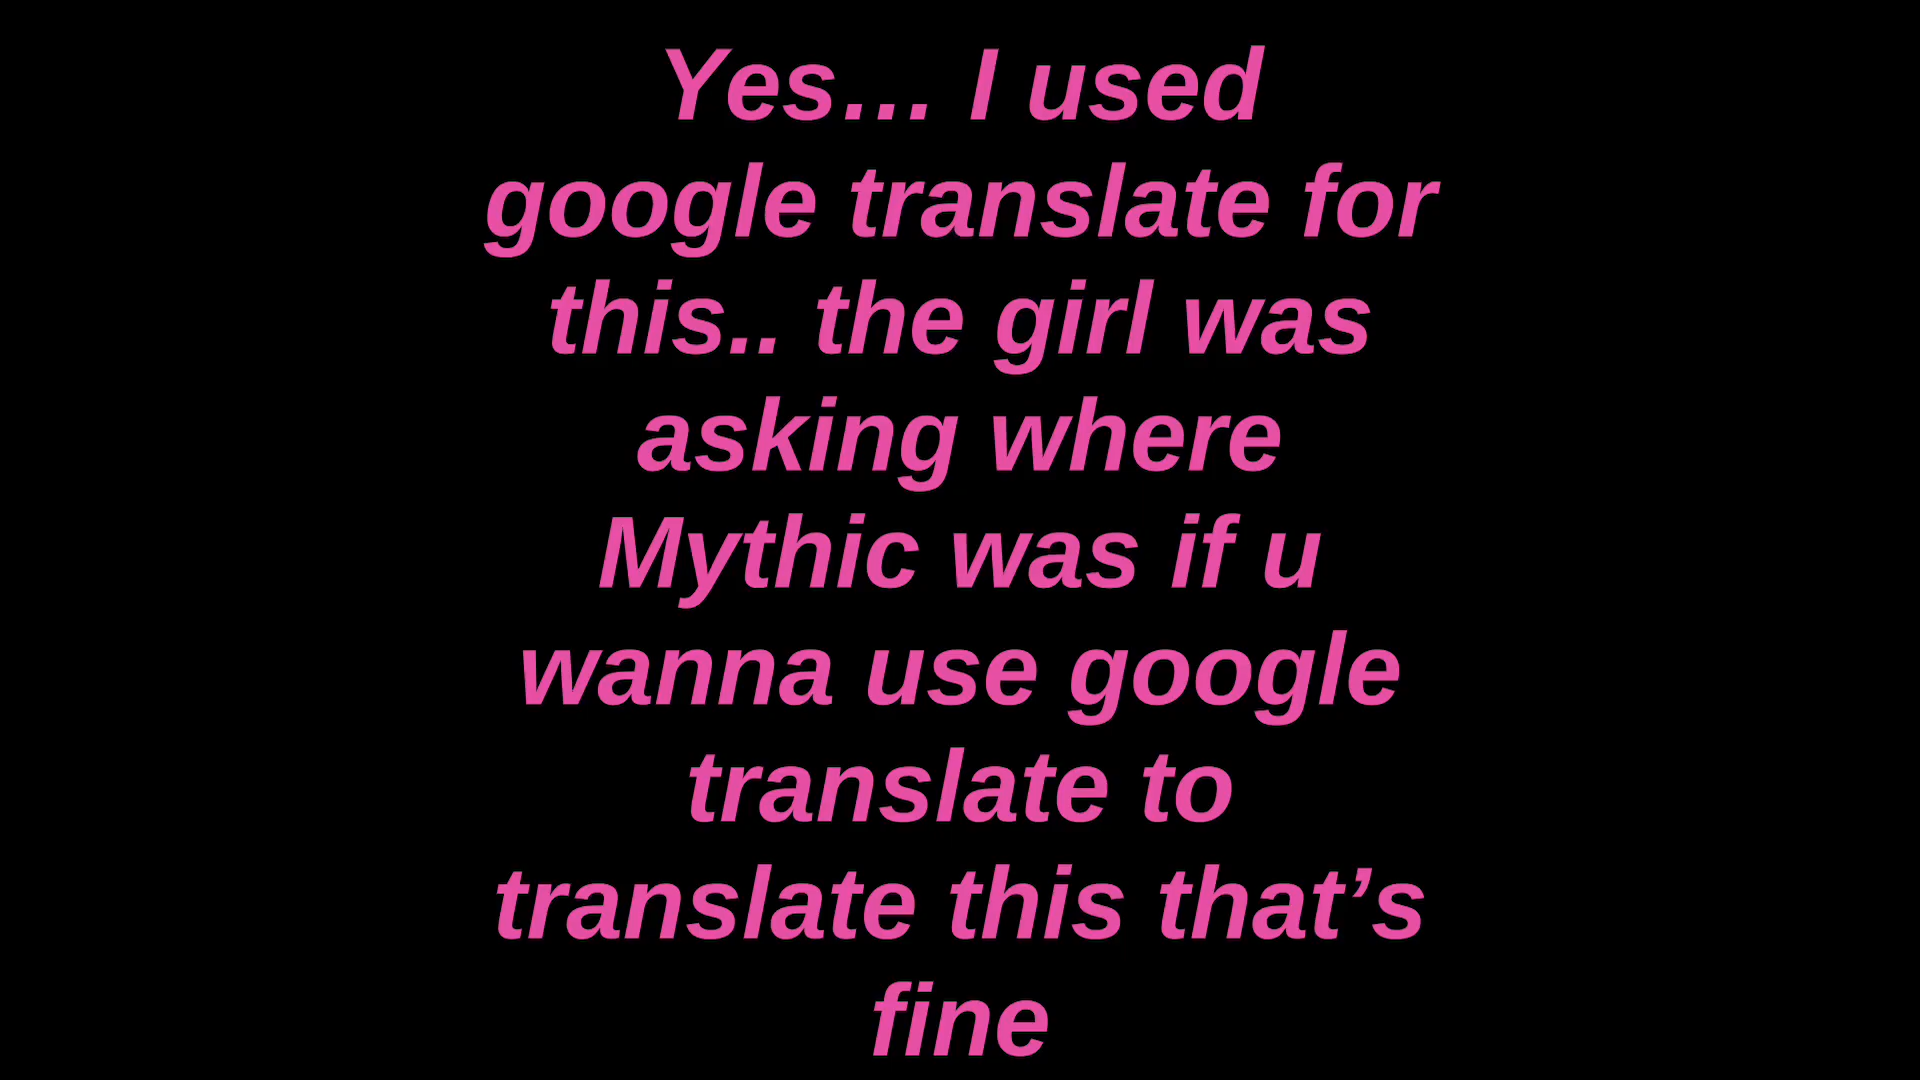 Yes... I used
google translate for
this.. the girl was
asking where
Mythic was if u
wanna use google
translate to
translate this that’s
fine